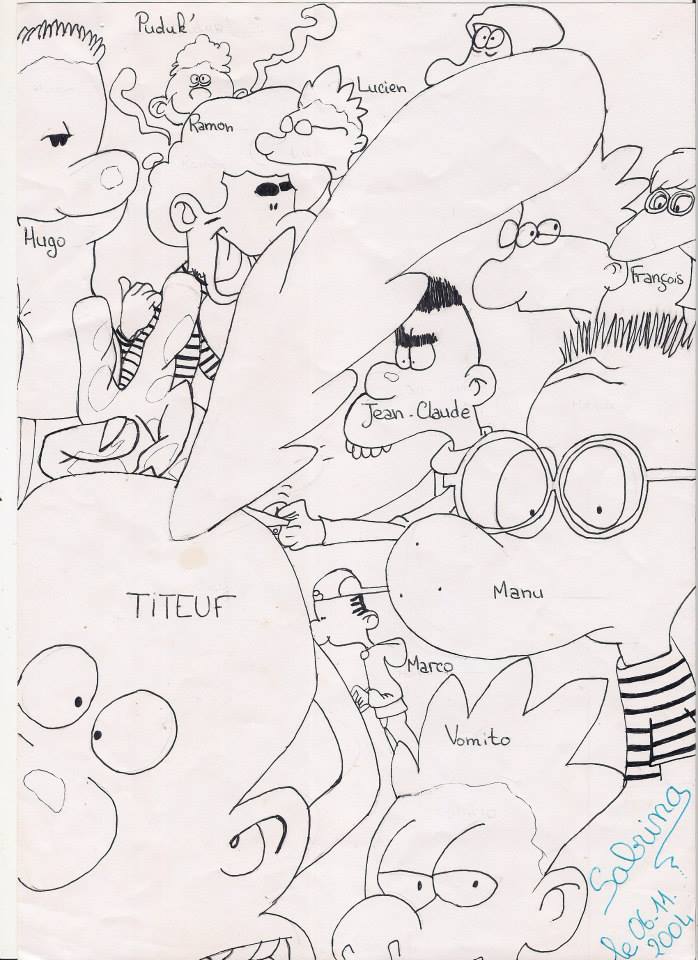 Puduk'
Lucien
Ramon
Hugo
François
Jean-Claude
Manu
TITEUF
Marco
Vomito
Sabrina
le 06.11.
2004